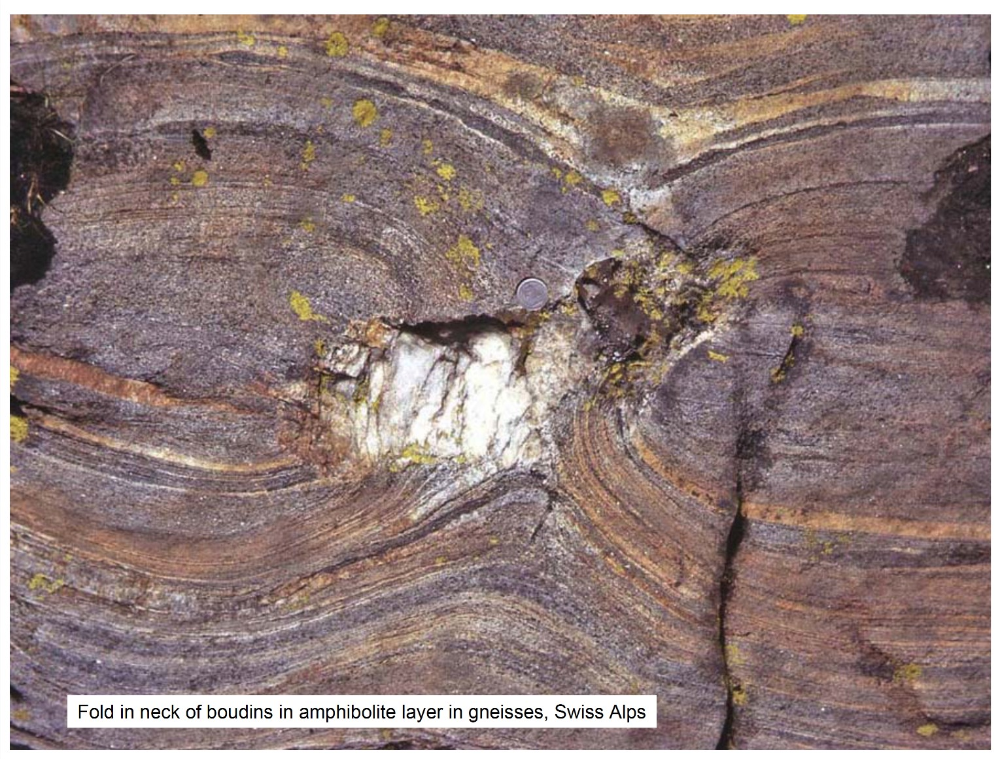 Fold in neck of boudins in amphibolite layer in gneisses, Swiss Alps